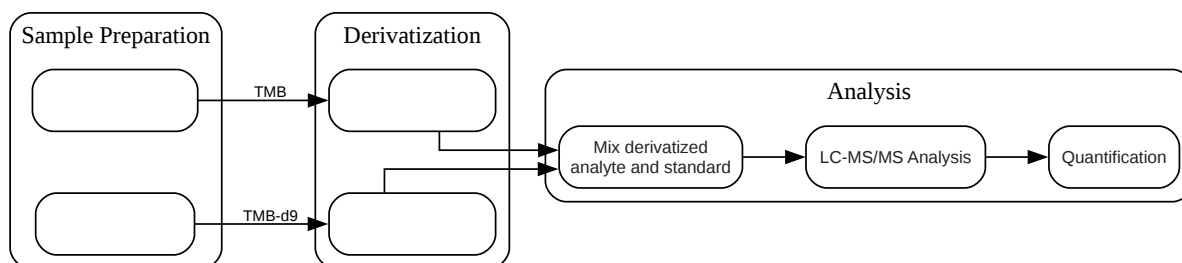 Sample Preparation
Derivatization
TMB
TMB-d9
Analysis
Mix derivatized
analyte and standard
LC-MS/MS Analysis
Quantification